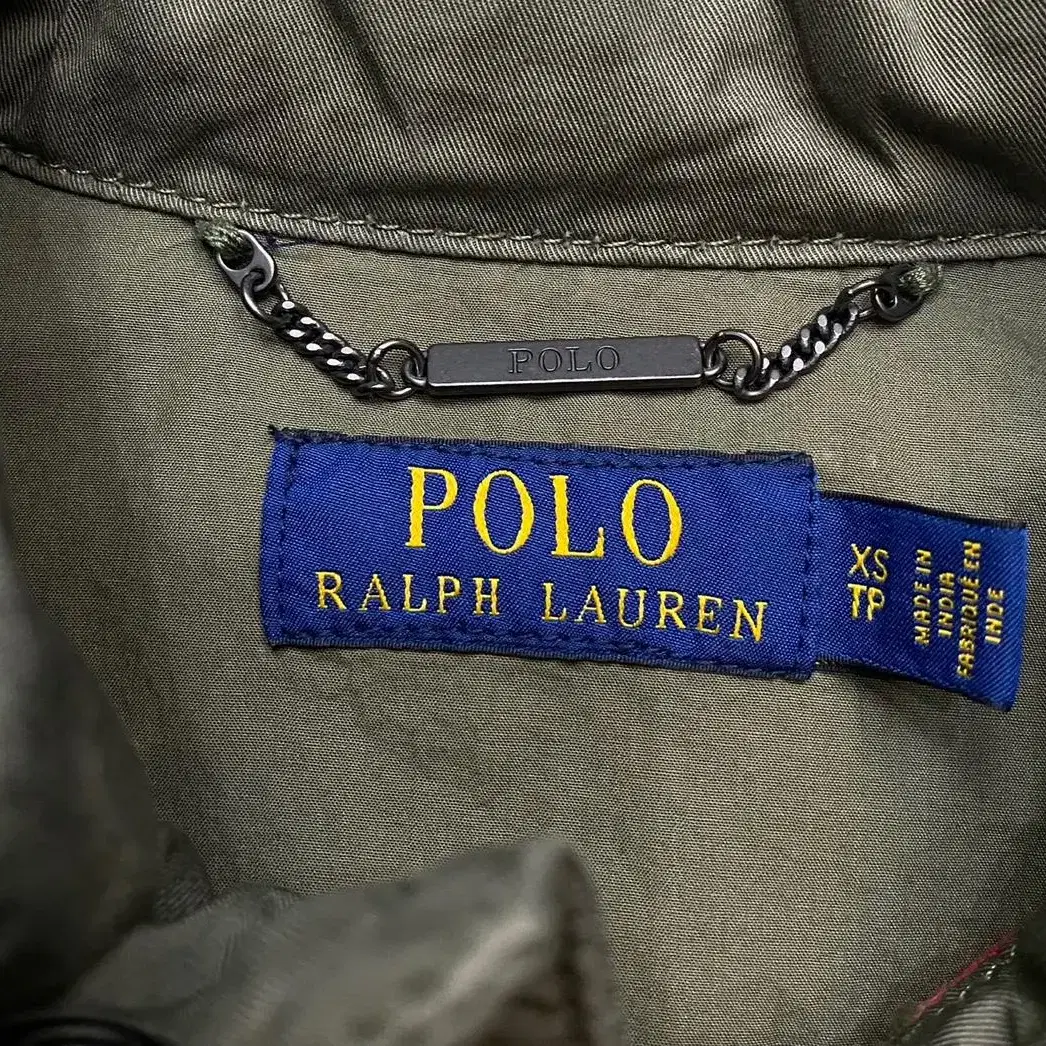 POLO
POLO
RALPH LAUREN
XS
TP
MADE IN
INDIA
FABRIQUÉ EN
INDE